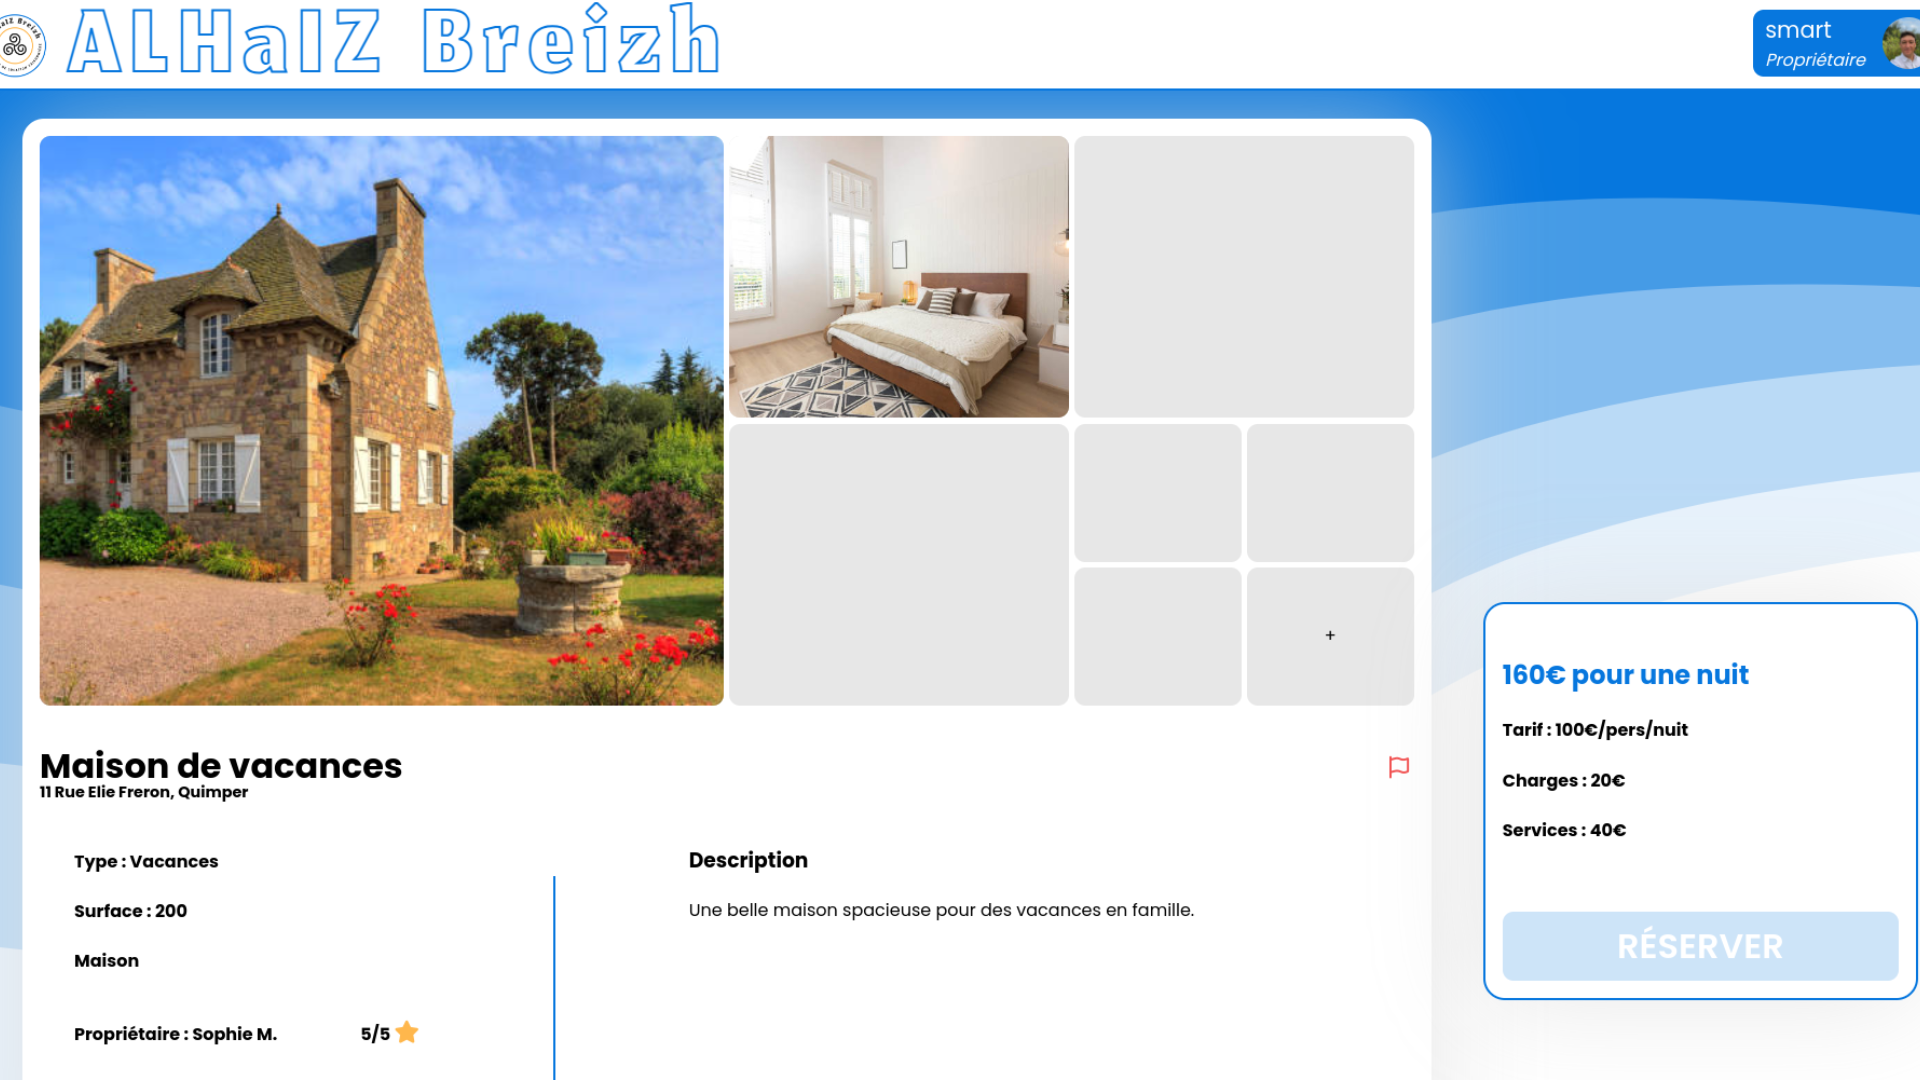 ALHaIZ Breizh
smart
Propriétaire
+
160€ pour une nuit
Tarif : 100€/pers/nuit
Charges : 20€
Services : 40€
RÉSERVER
Maison de vacances
11 Rue Elie Freron, Quimper
Type : Vacances
Surface : 200
Maison
Propriétaire : Sophie M.
5/5
Description
Une belle maison spacieuse pour des vacances en famille.